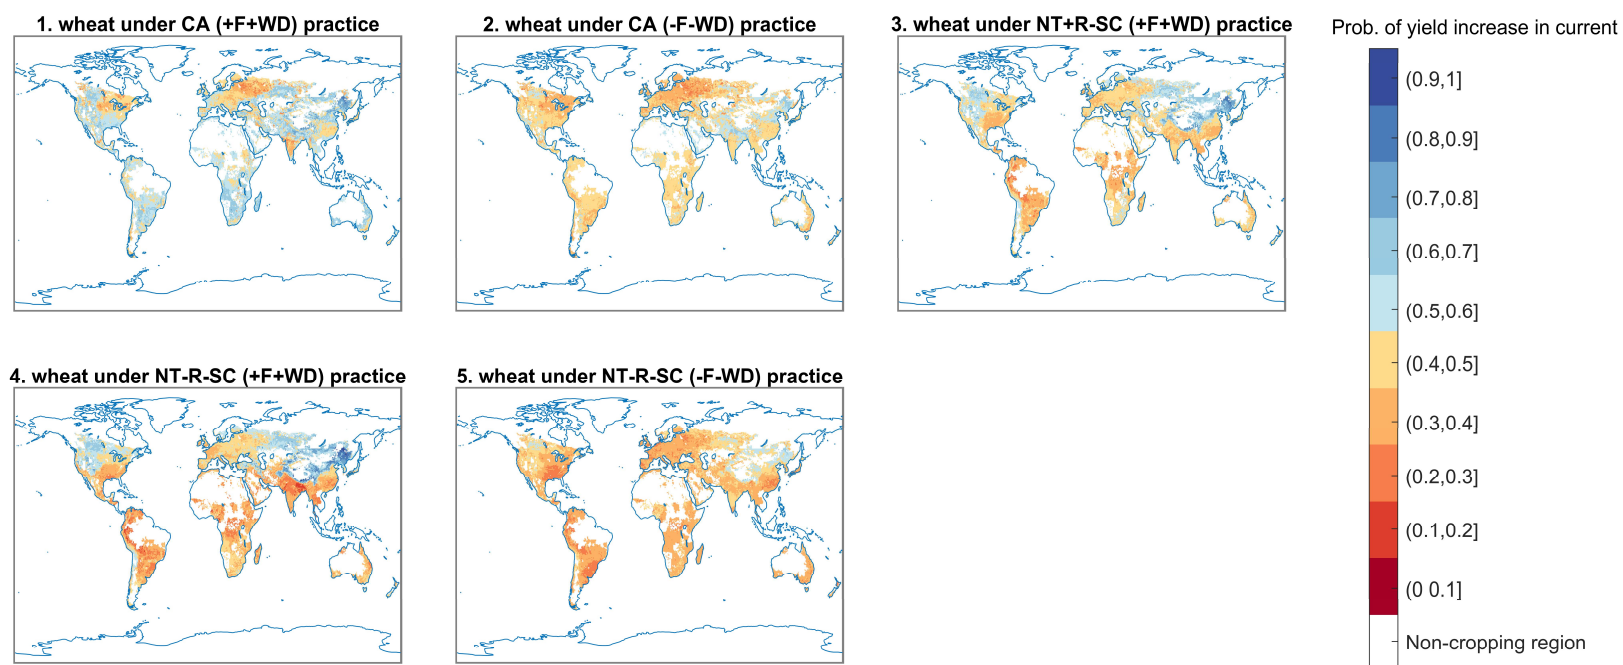 1. wheat under CA (+F+WD) practice
2. wheat under CA (-F-WD) practice
3. wheat under NT+R-SC (+F+WD) practice
Prob. of yield increase in current
(0.9,1]
(0.8,0.9]
(0.7,0.8]
(0.6,0.7]
(0.5,0.6]
(0.4,0.5]
(0.3,0.4]
(0.2,0.3]
(0.1,0.2]
(0 0.1]
Non-cropping region
4. wheat under NT-R-SC (+F+WD) practice
5. wheat under NT-R-SC (-F-WD) practice